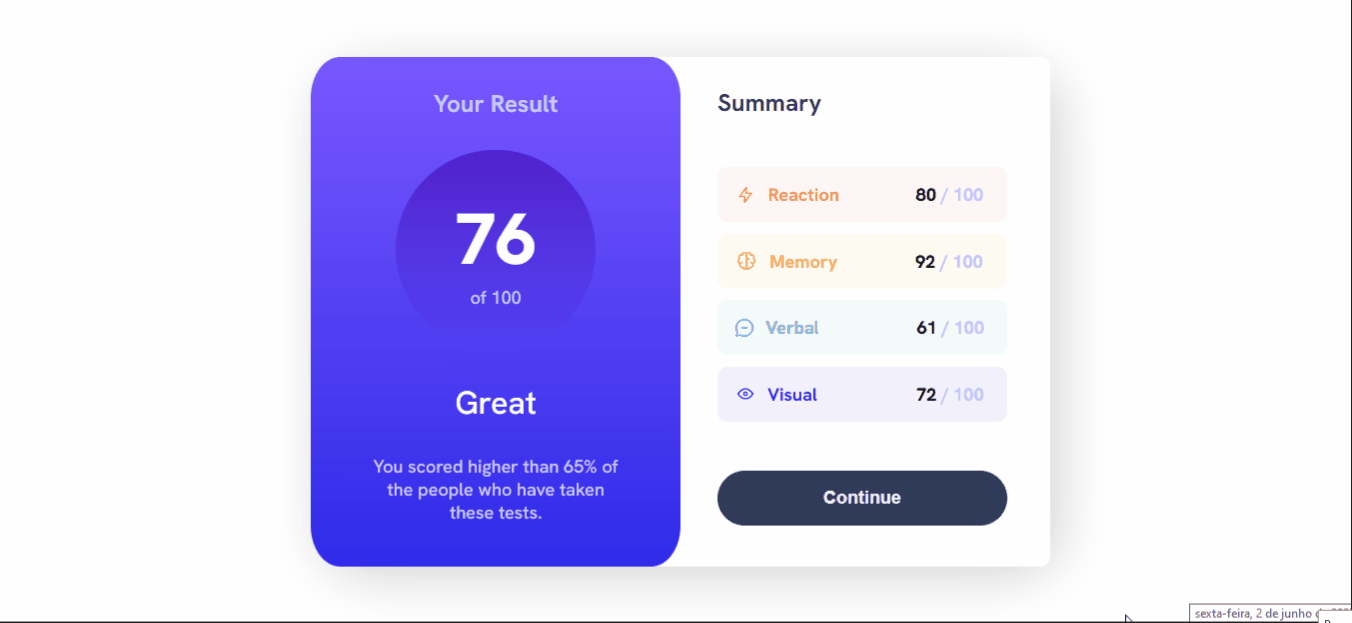 Your Result
76
of 100
Great
You scored higher than 65% of
the people who have taken
these tests.
Summary
Reaction 80 / 100
Memory 92 / 100
Verbal 61 / 100
Visual 72 / 100
Continue
sexta-feira, 2 de junho